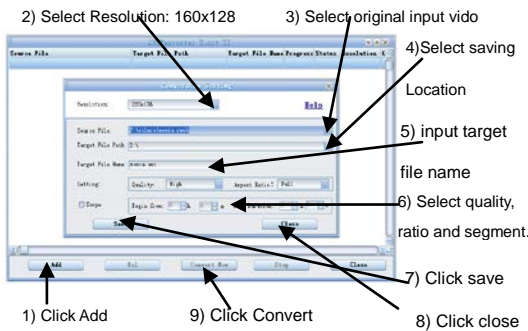 2) Select Resolution: 160x128
3) Select original input vido
Source File Target File Path Target File Name Progress Status Resolution
4)Select saving
Location
Resolution: Help
Source File
Target File Path D:\
5) input target
Target File Name
file name
Setting Quality: High Aspect Ratio: Full
6) Select quality,
ratio and segment.
Begin from:
Close
Add Del Convert Now Stop Close
7) Click save
1) Click Add
9) Click Convert
8) Click close